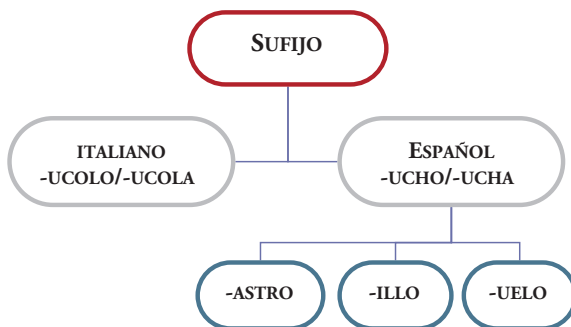 SUFIJO
ITALIANO
-UCOLO/-UCOLA
ESPAÑOL
-UCHO/-UCHA
-ASTRO
-ILLO
-UELO